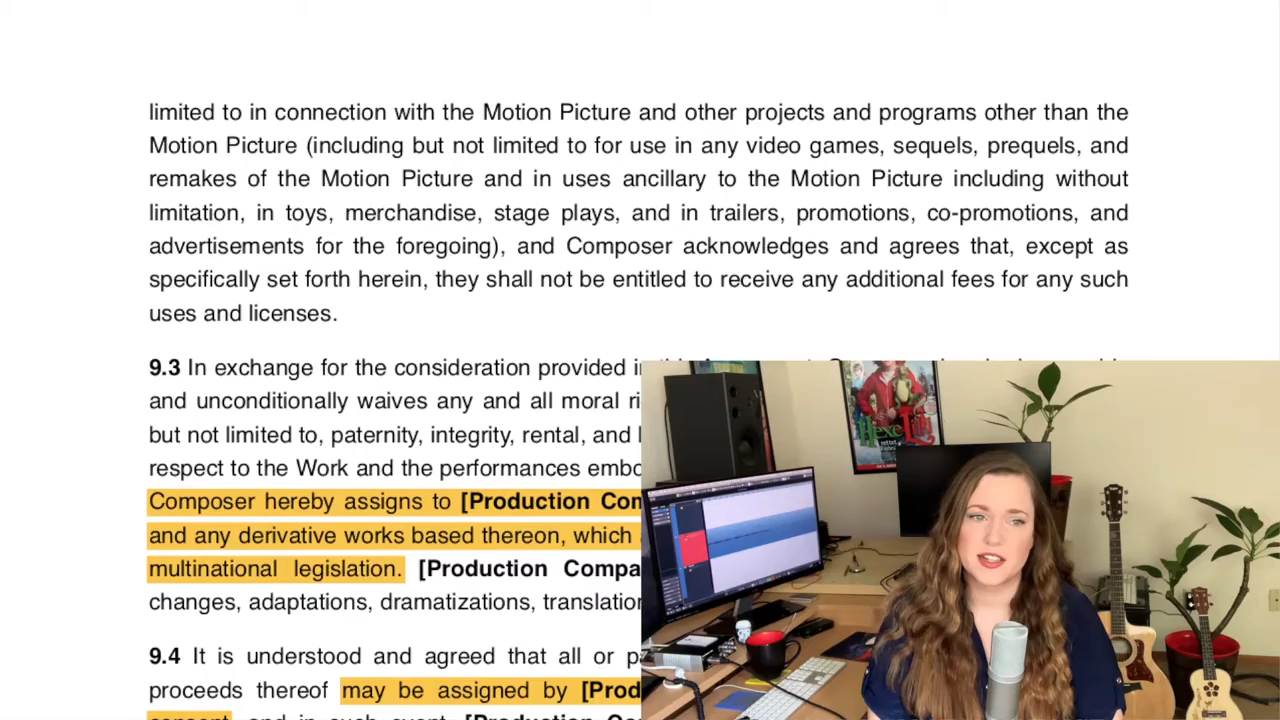 limited to in connection with the Motion Picture and other projects and programs other than the
Motion Picture (including but not limited to for use in any video games, sequels, prequels, and
remakes of the Motion Picture and in uses ancillary to the Motion Picture including without
limitation, in toys, merchandise, stage plays, and in trailers, promotions, co-promotions, and
advertisements for the foregoing), and Composer acknowledges and agrees that, except as
specifically set forth herein, they shall not be entitled to receive any additional fees for any such
uses and licenses.
9.3 In exchange for the consideration provided
and unconditionally waives any and all moral
but not limited to, paternity, integrity, rental, and
respect to the Work and the performances
Composer hereby assigns to [Production
and any derivative works based thereon, which
multinational legislation. [Production
changes, adaptations, dramatizations,
9.4 It is understood and agreed that all or
proceeds thereof may be assigned by
Hexe Lilli
rettet